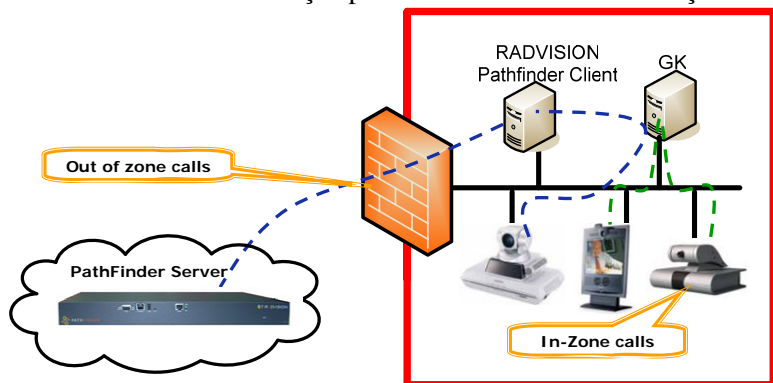 RADVISION
Pathfinder Client
GK
Out of zone calls
PathFinder Server
In-Zone calls